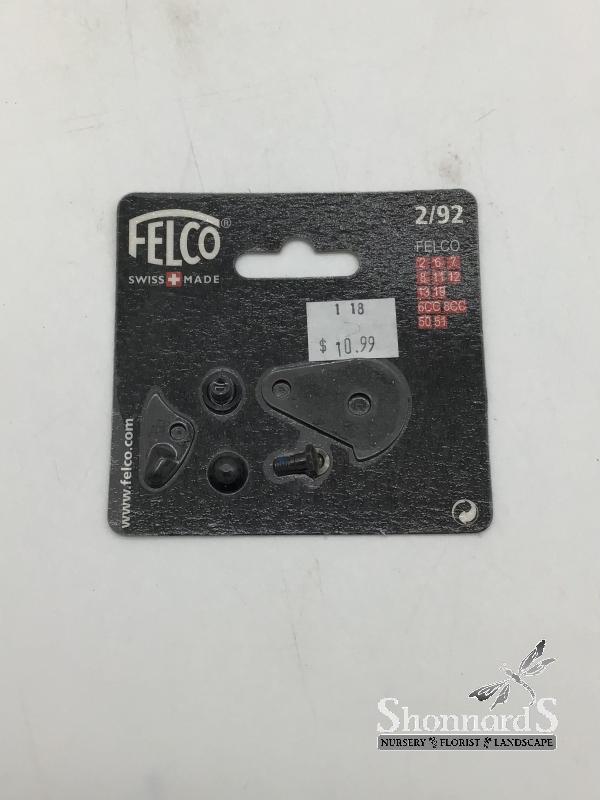 FELCO®
SWISS MADE
2/92
FELCO
2 6 7
8 11 12
13 19
6CC 8CC
50 51
1 18
$ 10.99
www.felco.com
ShonnardS
NURSERY FLORIST LANDSCAPE